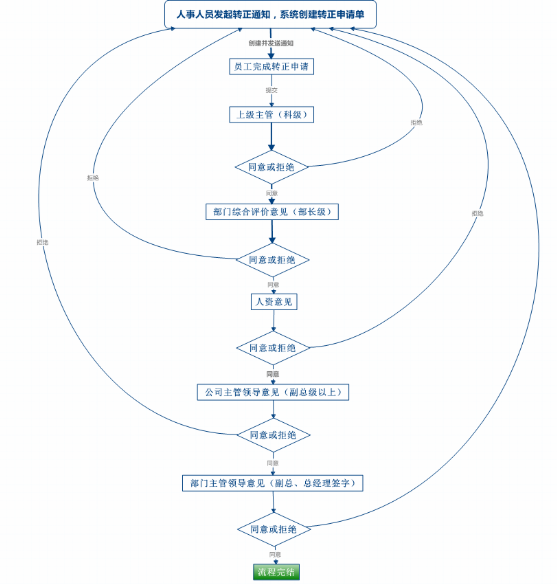 人事人员发起转正通知，系统创建转正申请单
创建并发送通知
员工完成转正申请
提交
上级主管（科级）
拒绝
同意或拒绝
拒绝
同意
部门综合评价意见（部长级）
拒绝
拒绝
同意或拒绝
同意
人资意见
同意或拒绝
同意
公司主管领导意见（副总级以上）
同意或拒绝
同意
部门主管领导意见（副总、总经理签字）
同意或拒绝
同意
流程完结